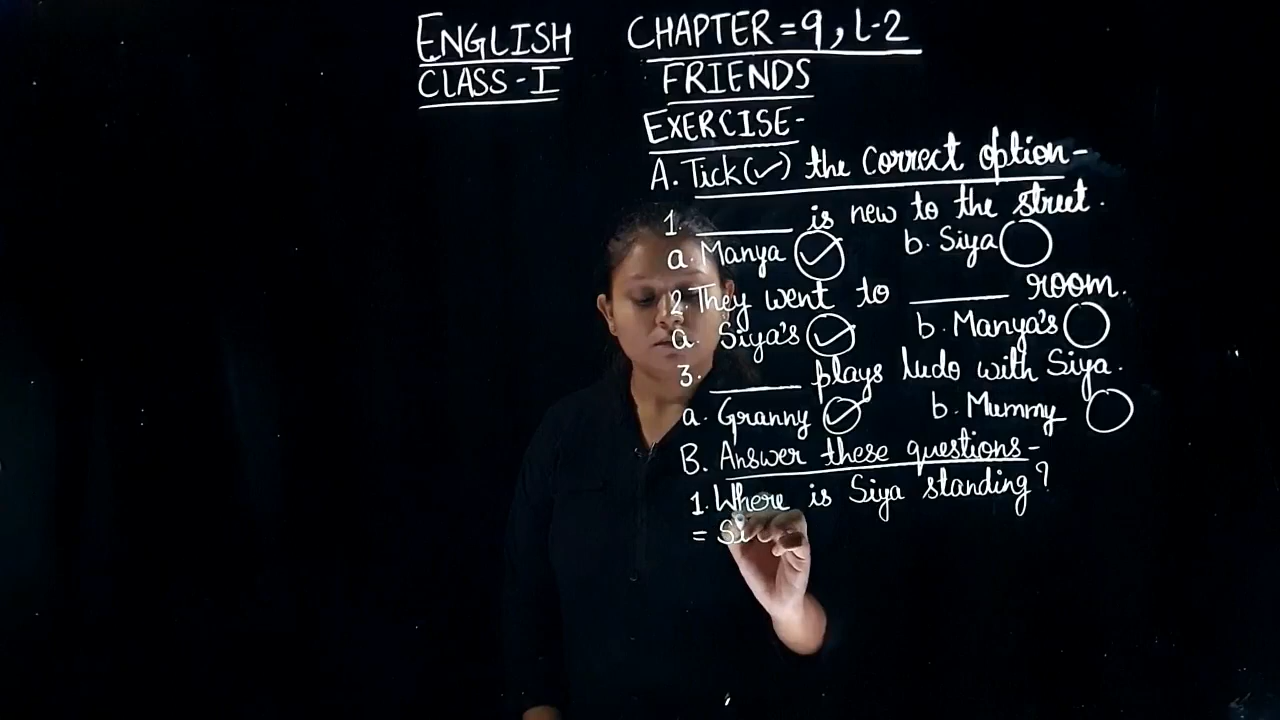 ENGLISH CHAPTER=9, L-2
CLASS-I FRIENDS
EXERCISE-
A. Tick(✓) the correct option-
1. ______ is new to the street.
a. Manya ✓ b. Siya
2. They went to ______ room.
a. Siya's ✓ b. Manya's
3. ______ plays ludo with Siya.
a. Granny ✓ b. Mummy
B. Answer these questions-
1. Where is Siya standing?
= Si